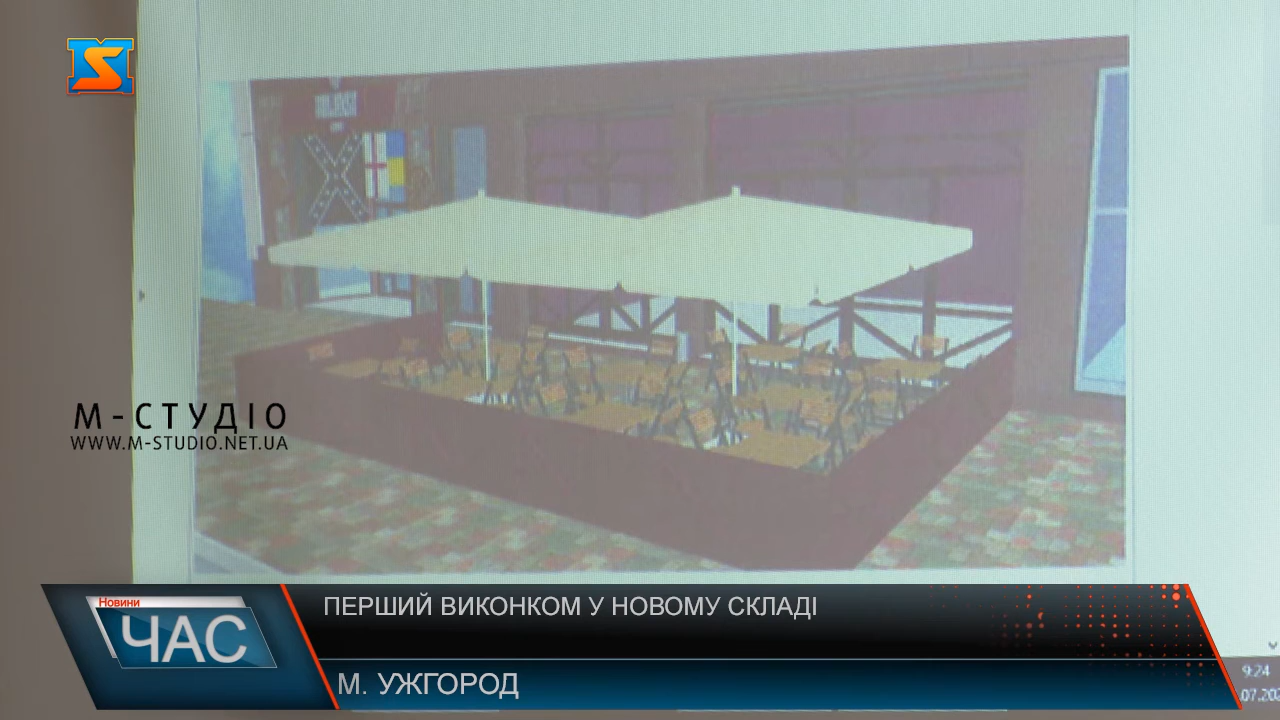 М-СТУДІО
WWW.M-STUDIO.NET.UA
Новини
ЧАС
ПЕРШИЙ ВИКОНКОМ У НОВОМУ СКЛАДІ
М. УЖГОРОД
9:24